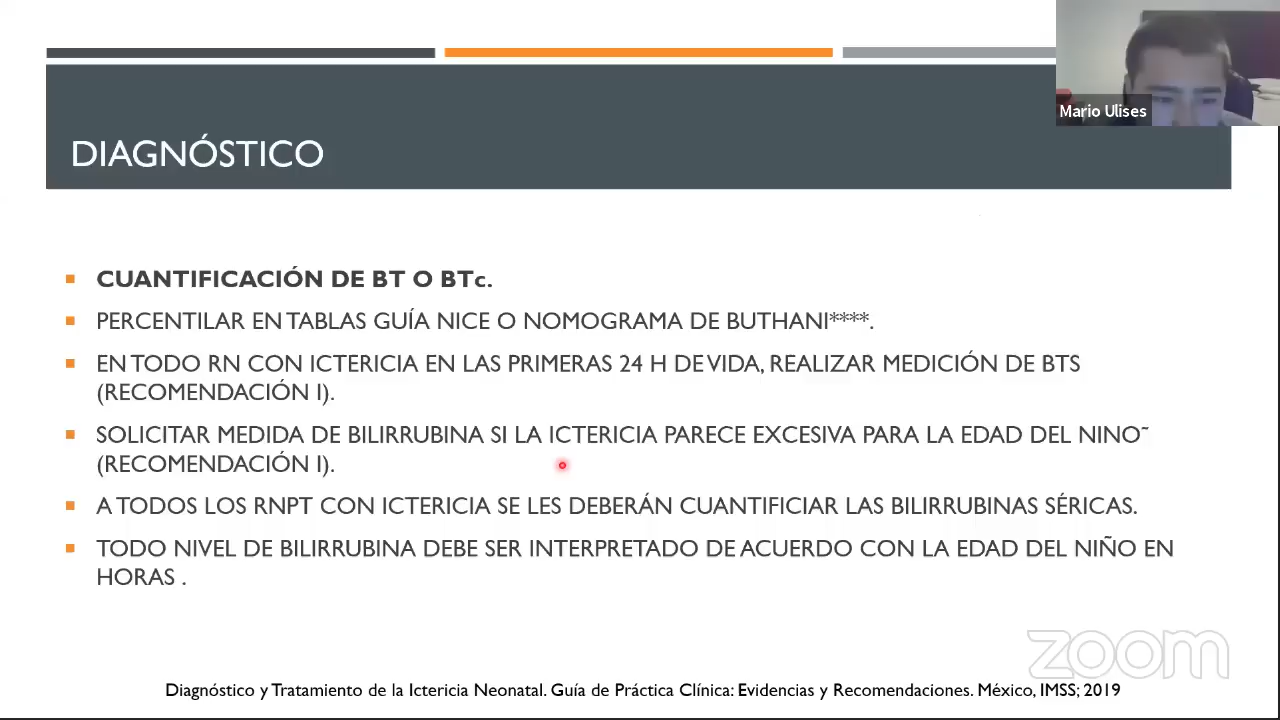 Mario Ulises
DIAGNÓSTICO
CUANTIFICACIÓN DE BT O BTc.
PERCENTILAR EN TABLAS GUÍA NICE O NOMOGRAMA DE BUTHANI****.
EN TODO RN CON ICTERICIA EN LAS PRIMERAS 24 H DE VIDA, REALIZAR MEDICIÓN DE BTS
(RECOMENDACIÓN I).
SOLICITAR MEDIDA DE BILIRRUBINA SI LA ICTERICIA PARECE EXCESIVA PARA LA EDAD DEL NINO˜
(RECOMENDACIÓN I).
A TODOS LOS RNPT CON ICTERICIA SE LES DEBERÁN CUANTIFICIAR LAS BILIRRUBINAS SÉRICAS.
TODO NIVEL DE BILIRRUBINA DEBE SER INTERPRETADO DE ACUERDO CON LA EDAD DEL NIÑO EN
HORAS .
zoom
Diagnóstico y Tratamiento de la Ictericia Neonatal. Guía de Práctica Clínica: Evidencias y Recomendaciones. México, IMSS; 2019